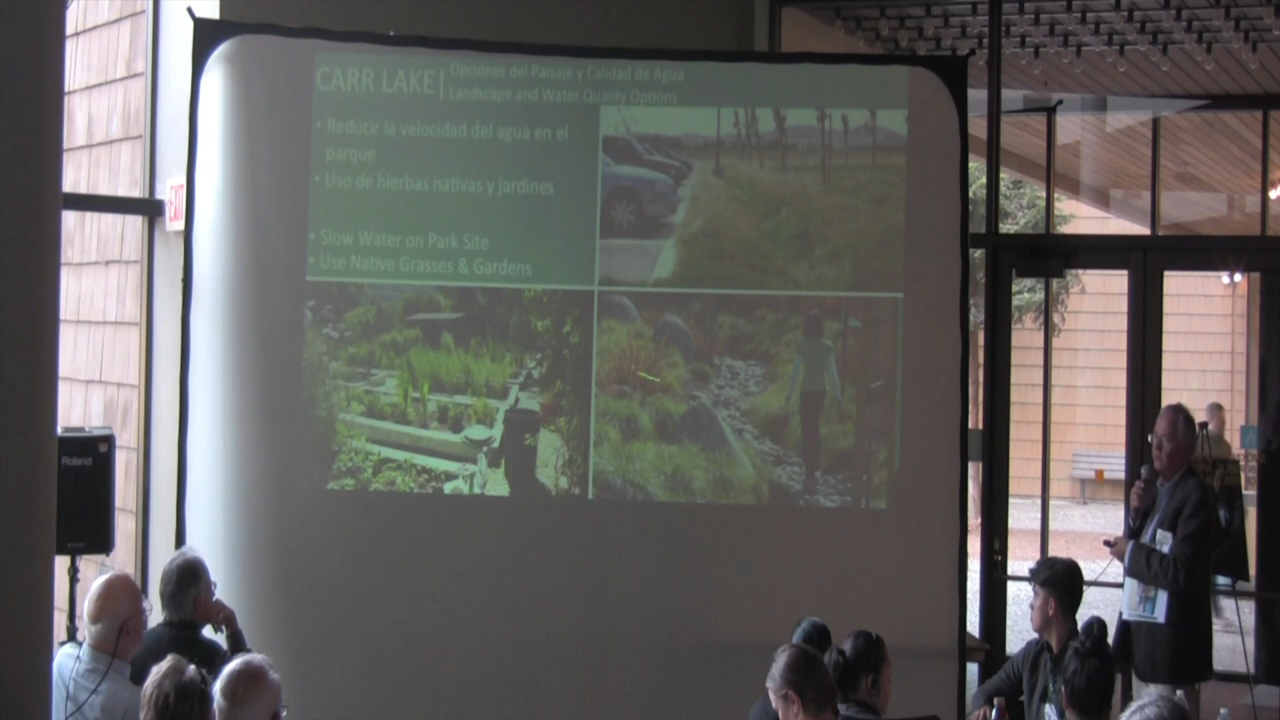 CARR LAKE
Opciones del Paisaje y Calidad de Agua
Landscape and Water Quality Options
• Reducir la velocidad del agua en el
parque
• Uso de hierbas nativas y jardines
• Slow Water on Park Site
• Use Native Grasses & Gardens
EXIT
Roland